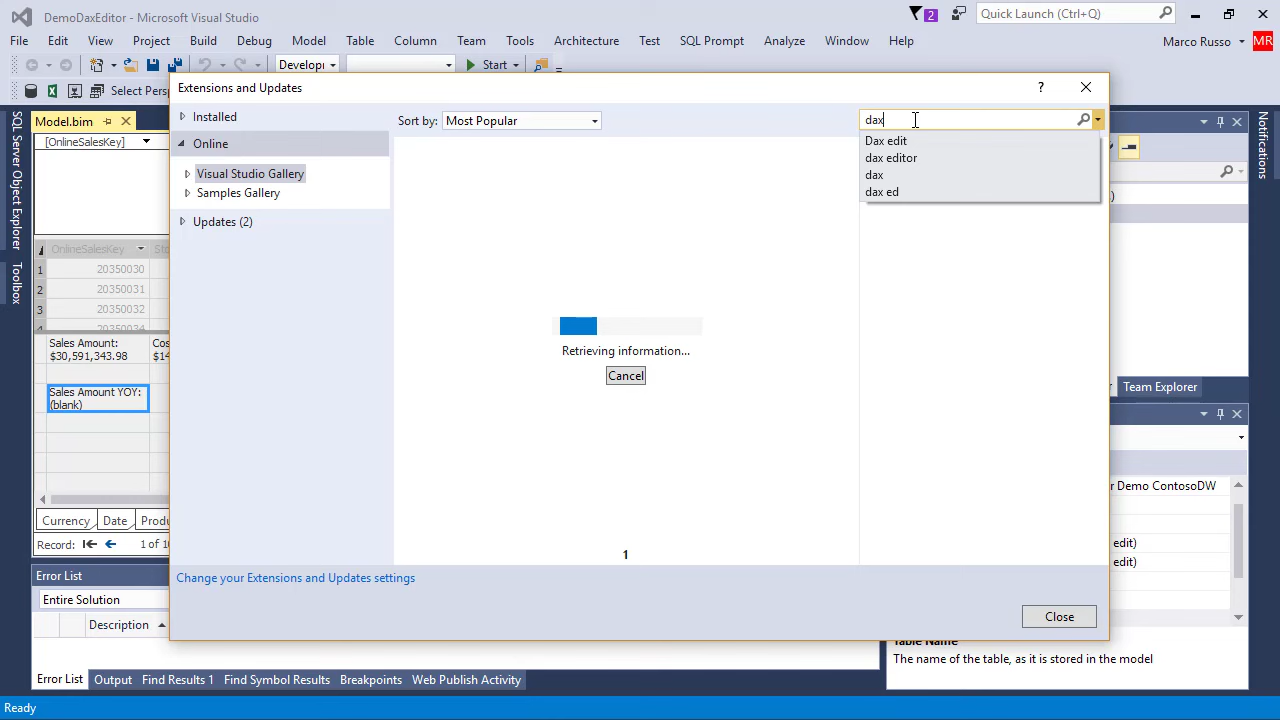 DemoDaxEditor - Microsoft Visual Studio
2
Quick Launch (Ctrl+Q)
File Edit View Project Build Debug Model Table Column Team Tools Architecture Test SQL Prompt Analyze Window Help
Marco Russo MR
Start
Select Persp
Model.bim
[OnlineSalesKey]
SQL Server Object Explorer
Toolbox
Notifications
OnlineSalesKey
1 20350030
2 20350031
3 20350032
4 20350034
Sales Amount:
$30,591,343.98
Sales Amount YOY:
(blank)
Currency Date
Record: 1 of
Extensions and Updates
?
Installed
Online
Visual Studio Gallery
Samples Gallery
Updates (2)
Sort by: Most Popular
dax
Dax edit
dax editor
dax
dax ed
Retrieving information...
Cancel
1
Change your Extensions and Updates settings
Close
Team Explorer
r Demo ContosoDW
edit)
edit)
Table Name
The name of the table, as it is stored in the model
Error List
Entire Solution
Description
Error List Output Find Results 1 Find Symbol Results Breakpoints Web Publish Activity
Ready